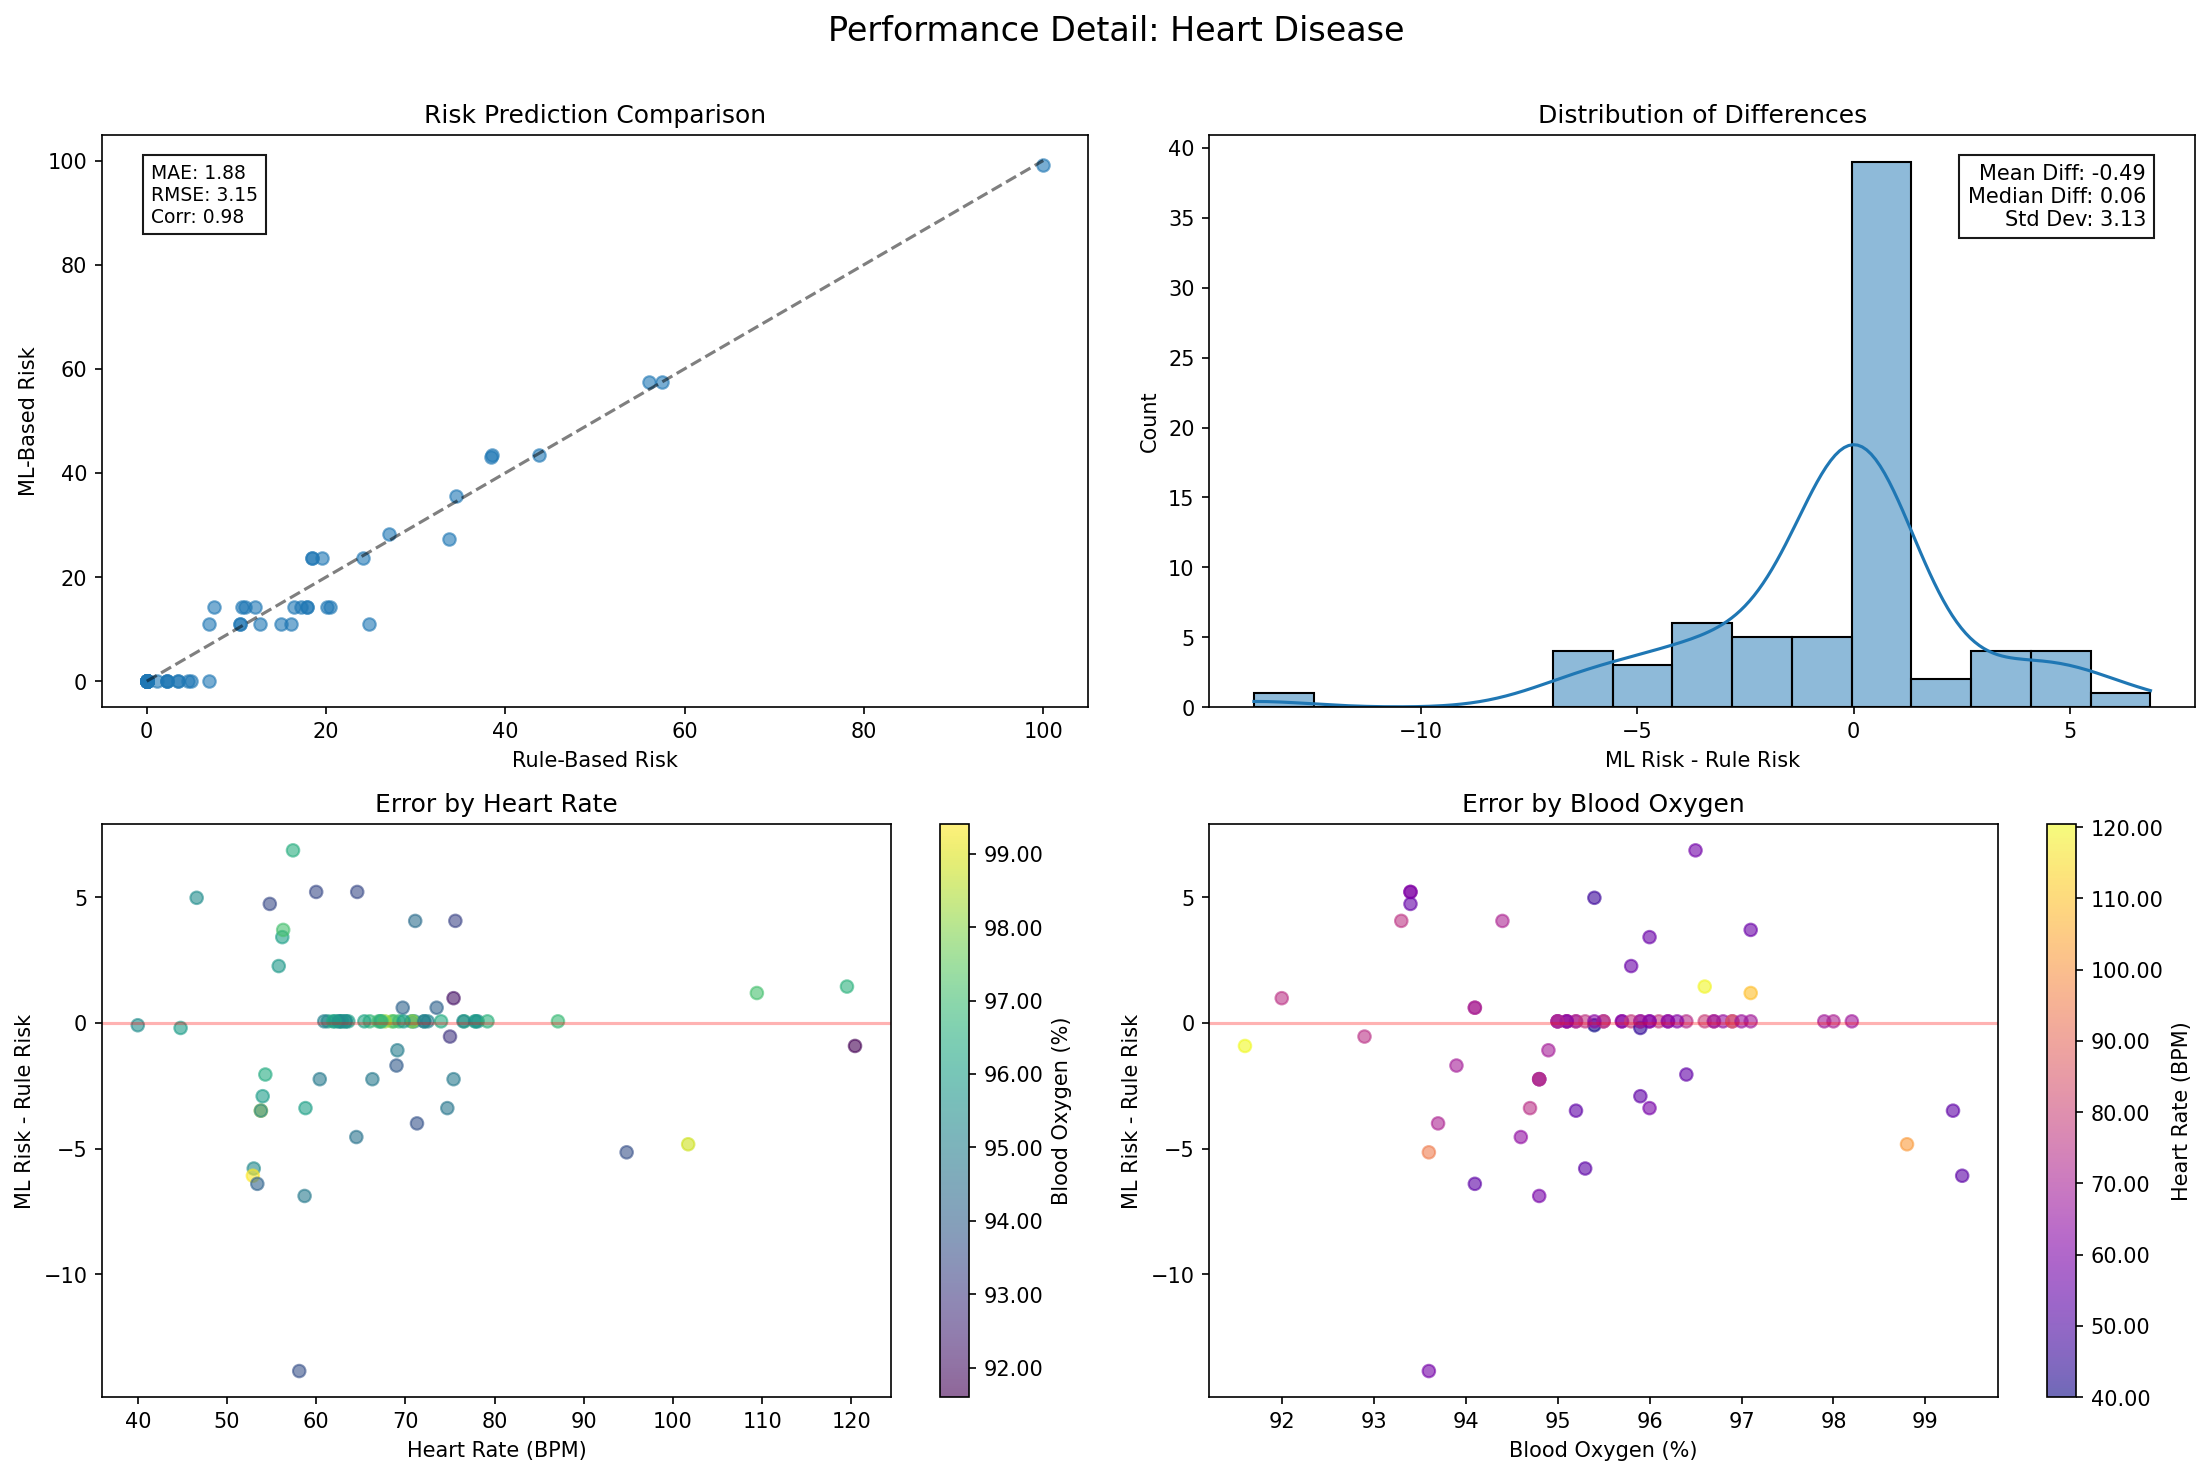 Performance Detail: Heart Disease
Risk Prediction Comparison
MAE: 1.88
RMSE: 3.15
Corr: 0.98
ML-Based Risk
100
80
60
40
20
0
0 20 40 60 80 100
Rule-Based Risk
Distribution of Differences
Mean Diff: -0.49
Median Diff: 0.06
Std Dev: 3.13
Count
40
35
30
25
20
15
10
5
0
−10 −5 0 5
ML Risk - Rule Risk
Error by Heart Rate
ML Risk - Rule Risk
5
0
−5
−10
40 50 60 70 80 90 100 110 120
Heart Rate (BPM)
99.00
98.00
97.00
96.00
95.00
94.00
93.00
92.00
Blood Oxygen (%)
Error by Blood Oxygen
ML Risk - Rule Risk
5
0
−5
−10
92 93 94 95 96 97 98 99
Blood Oxygen (%)
120.00
110.00
100.00
90.00
80.00
70.00
60.00
50.00
40.00
Heart Rate (BPM)